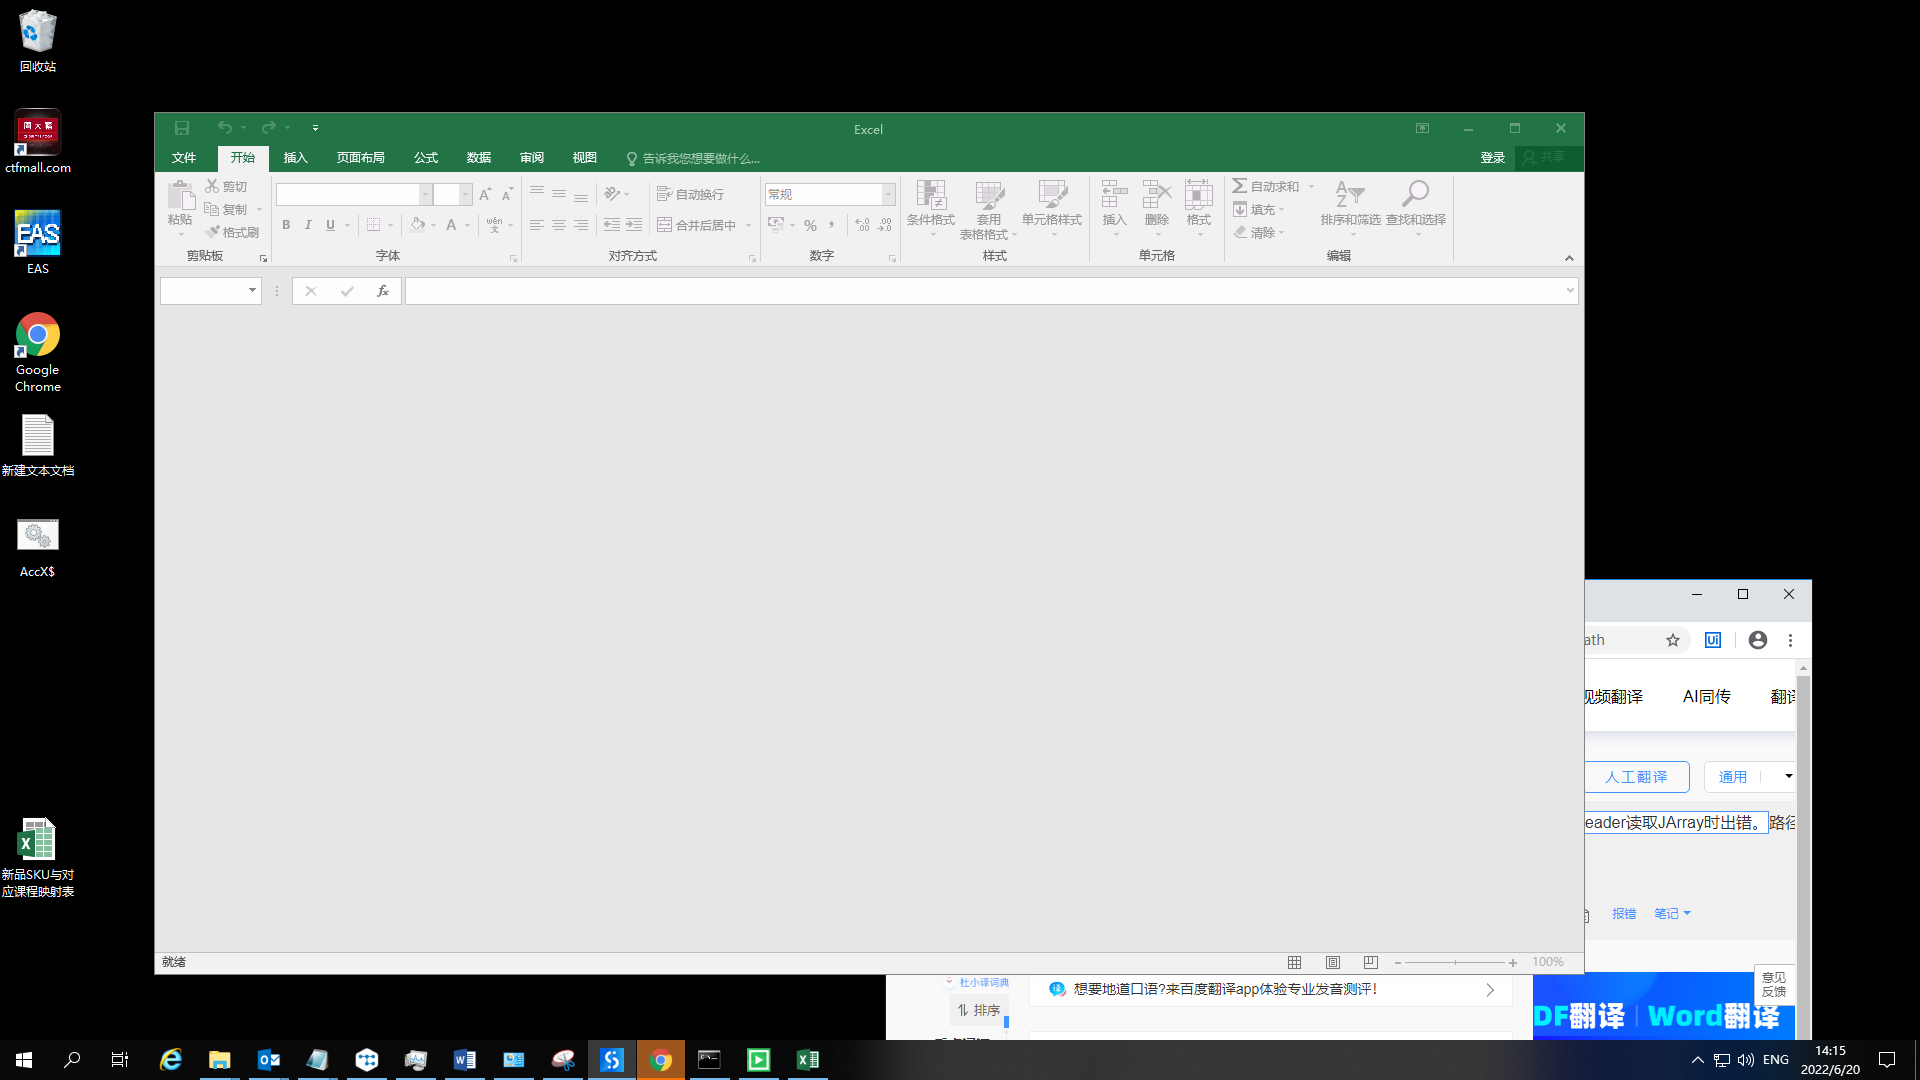 回收站
ctfmall.com
EAS
Google
Chrome
新建文本文档
AccX$
新品SKU与对
应课程映射表
Excel
文件 开始 插入 页面布局 公式 数据 审阅 视图 告诉我您想要做什么... 登录 共享
粘贴 剪切 复制 格式刷
剪贴板
B I U A wén 文
字体
自动换行
合并后居中
对齐方式
常规
% ,
数字
条件格式 套用 单元格样式
表格格式
样式
插入 删除 格式
单元格
自动求和
填充
清除
排序和筛选 查找和选择
编辑
fx
就绪
100%
ath
Ui
视频翻译 AI同传 翻译
人工翻译 通用
eader读取JArray时出错。路径
报错 笔记
意见
反馈
杜小译词典
排序
想要地道口语?来百度翻译app体验专业发音测评!
DF翻译 Word翻译
ENG
14:15
2022/6/20